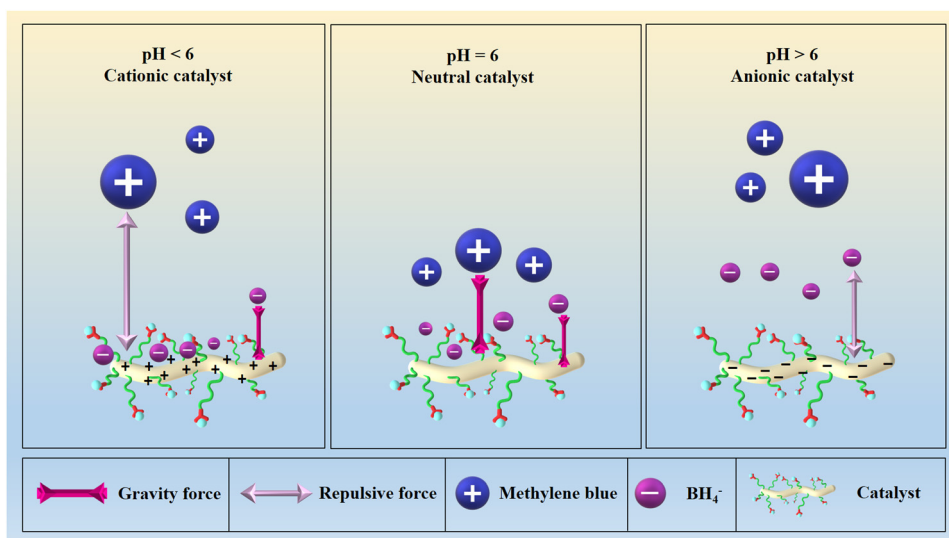 pH < 6
Cationic catalyst
pH = 6
Neutral catalyst
pH > 6
Anionic catalyst
Gravity force
Repulsive force
Methylene blue
BH₄⁻
Catalyst